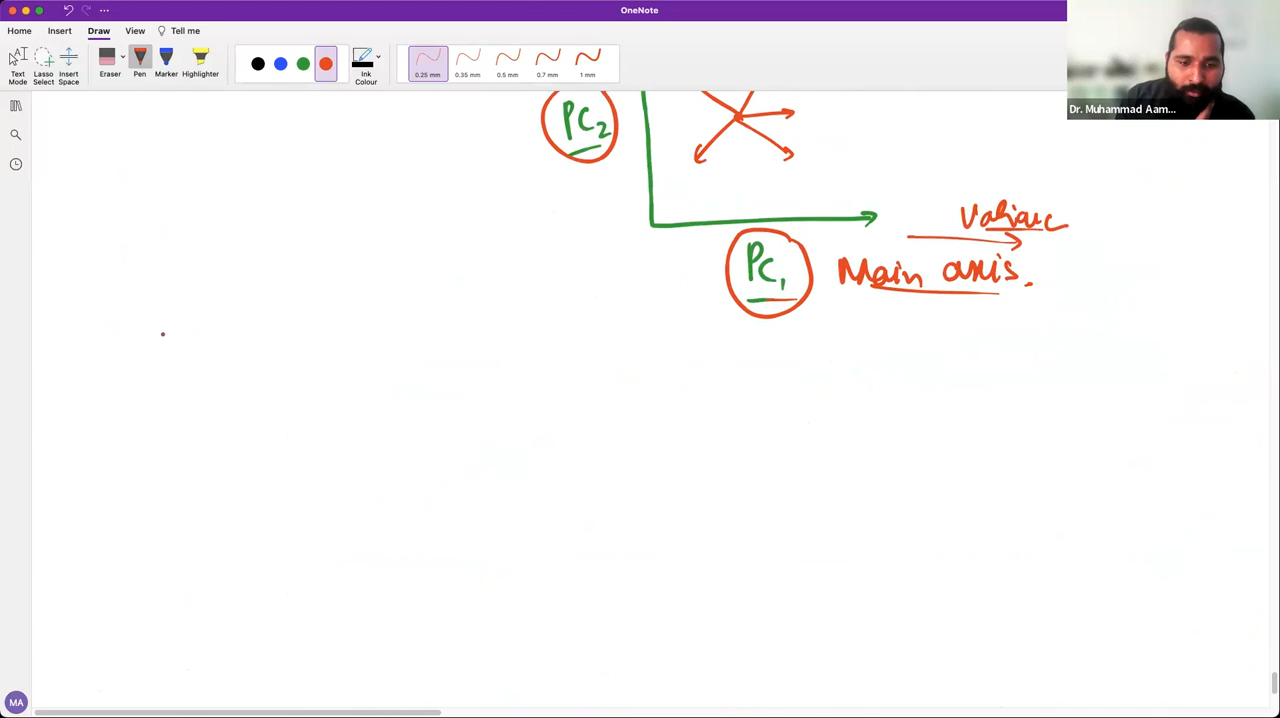 OneNote
Home Insert Draw View Tell me
Text Mode
Lasso Select
Insert Space
Eraser
Pen
Marker
Highlighter
Ink Colour
0.25 mm
0.35 mm
0.5 mm
0.7 mm
1 mm
Dr. Muhammad Aam...
PC2
Variance
PC1 Main axis.
MA